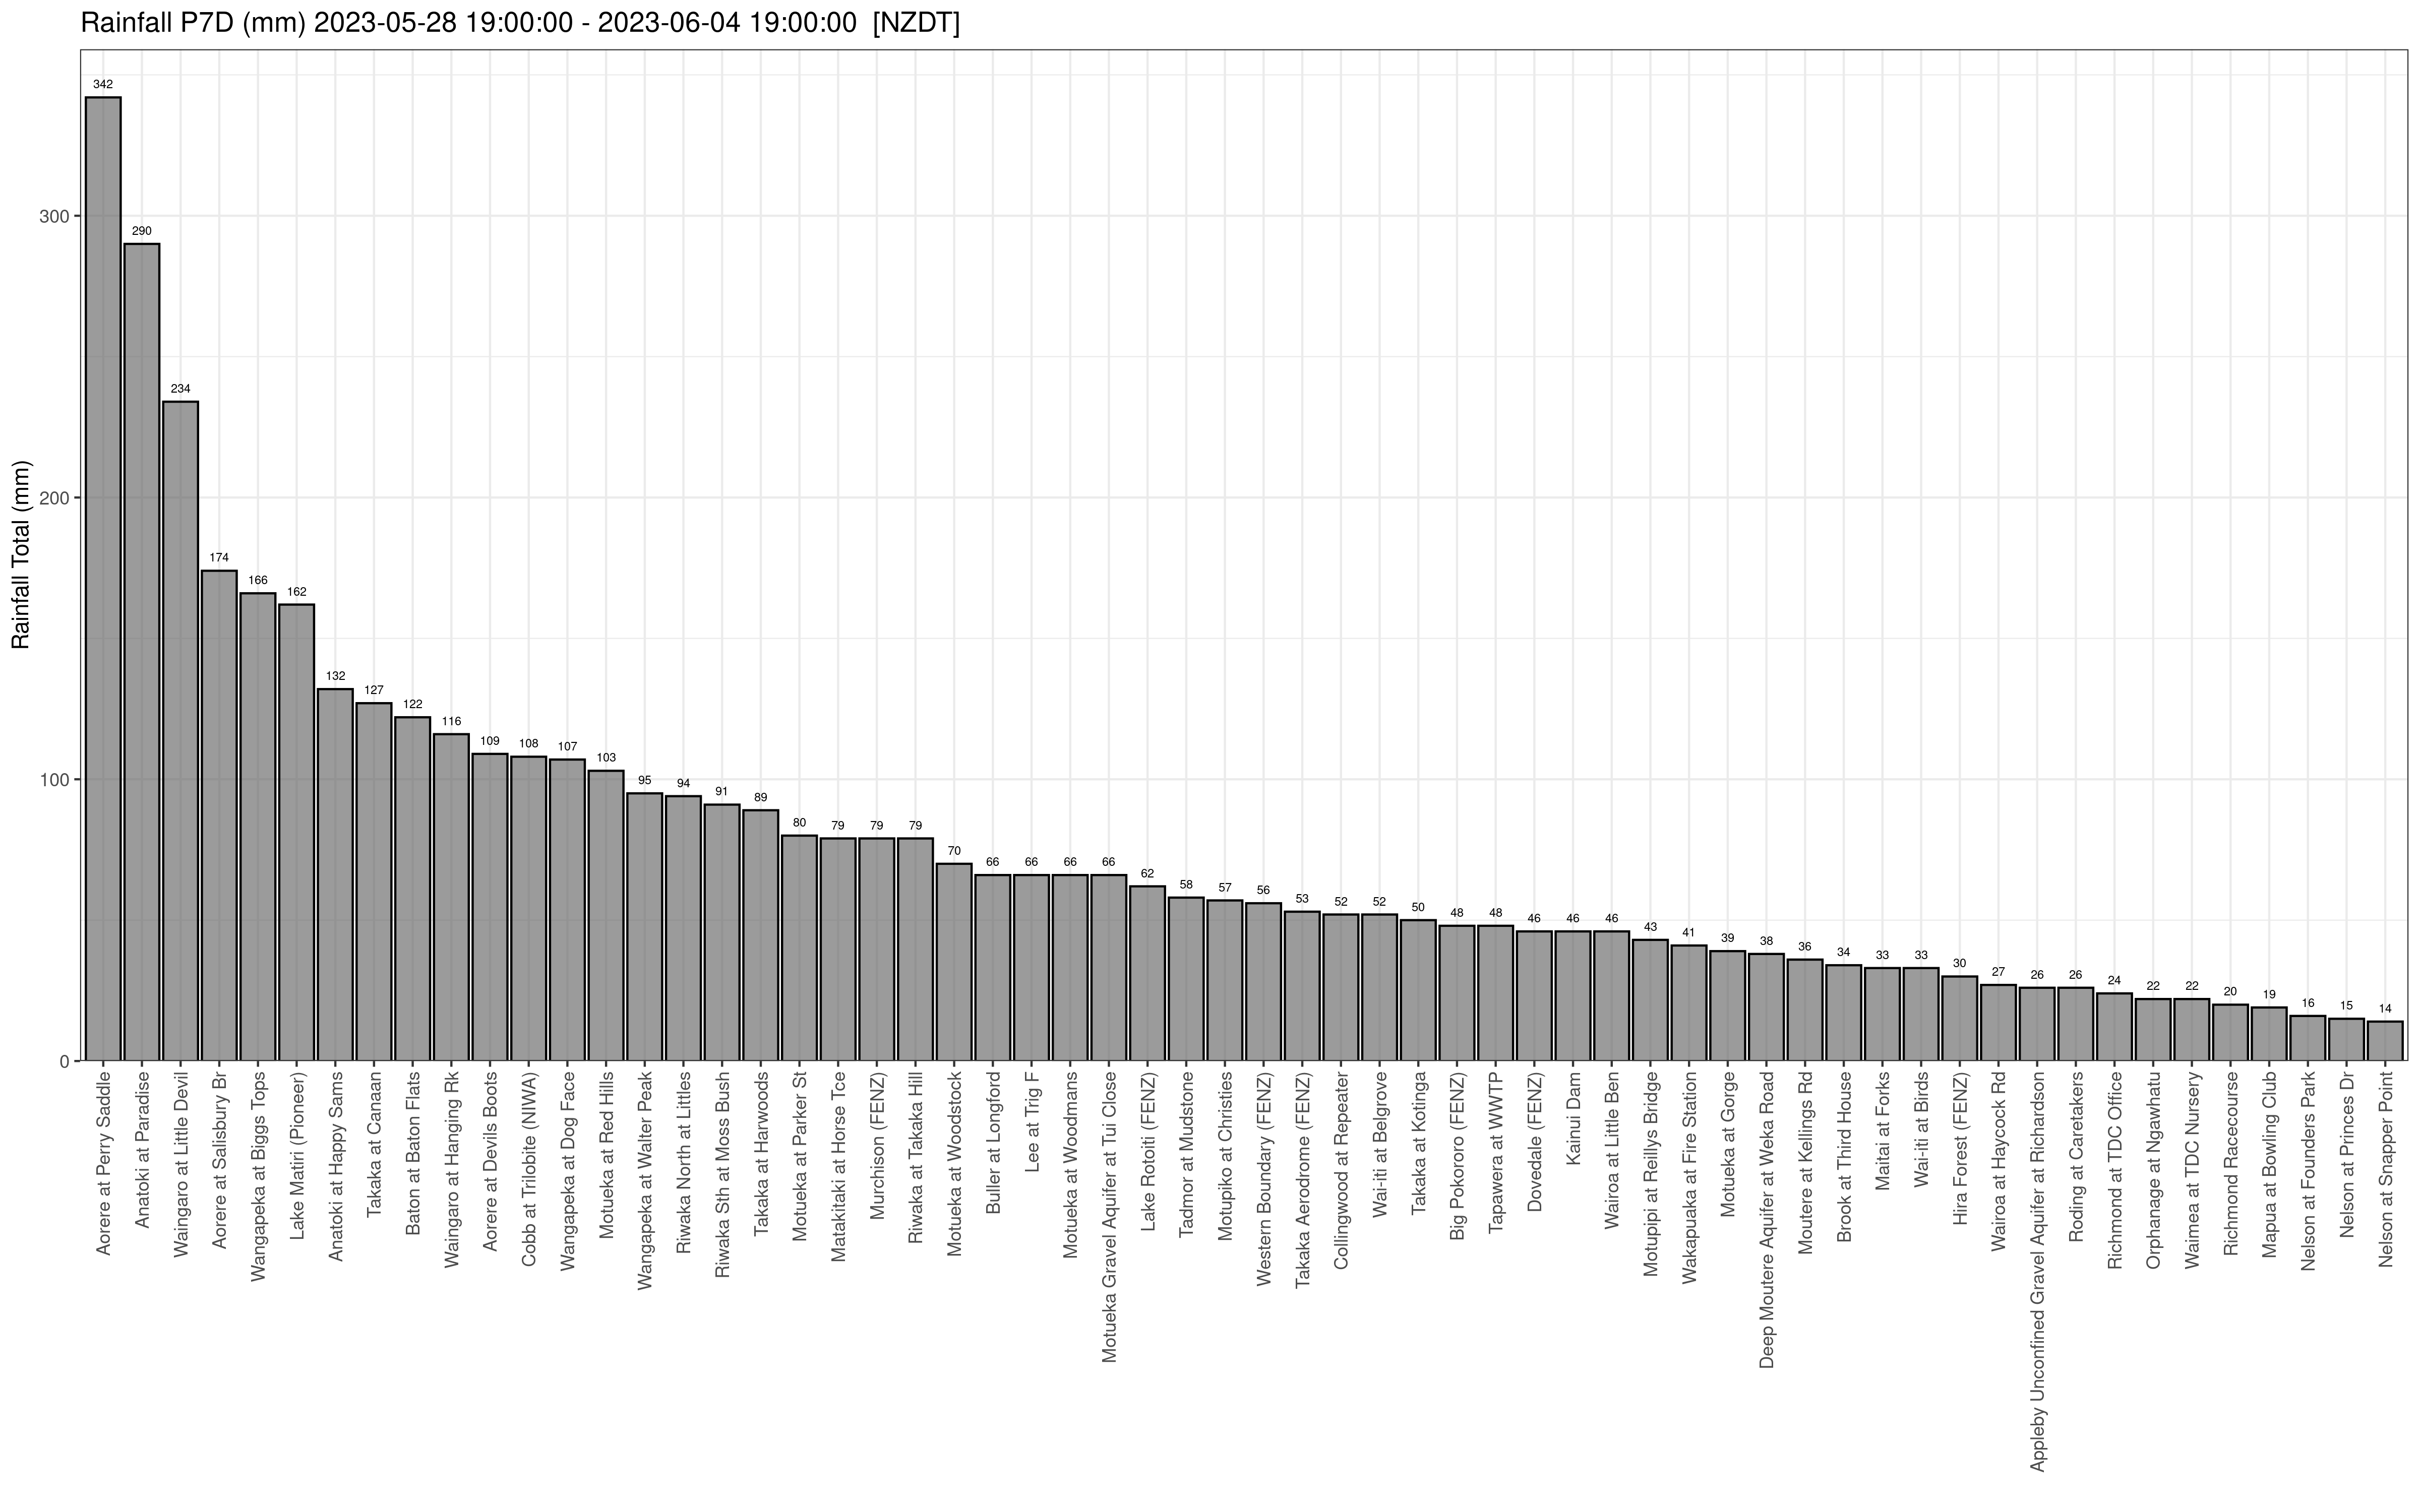 Rainfall P7D (mm) 2023-05-28 19:00:00 - 2023-06-04 19:00:00 [NZDT]
Rainfall Total (mm)
300
200
100
0
342
290
234
174
166
162
132
127
122
116
109
108
107
103
95
94
91
89
80
79
79
79
70
66
66
66
66
62
58
57
56
53
52
52
50
48
48
46
46
46
43
41
39
38
36
34
33
33
30
27
26
26
24
22
22
20
19
16
15
14
Aorere at Perry Saddle
Anatoki at Paradise
Waingaro at Little Devil
Aorere at Salisbury Br
Wangapeka at Biggs Tops
Lake Matiri (Pioneer)
Anatoki at Happy Sams
Takaka at Canaan
Baton at Baton Flats
Waingaro at Hanging Rk
Aorere at Devils Boots
Cobb at Trilobite (NIWA)
Wangapeka at Dog Face
Motueka at Red Hills
Wangapeka at Walter Peak
Riwaka North at Littles
Riwaka Sth at Moss Bush
Takaka at Harwoods
Motueka at Parker St
Matakitaki at Horse Tce
Murchison (FENZ)
Riwaka at Takaka Hill
Motueka at Woodstock
Buller at Longford
Lee at Trig F
Motueka at Woodmans
Motueka Gravel Aquifer at Tui Close
Lake Rotoiti (FENZ)
Tadmor at Mudstone
Motupiko at Christies
Western Boundary (FENZ)
Takaka Aerodrome (FENZ)
Collingwood at Repeater
Wai-iti at Belgrove
Takaka at Kotinga
Big Pokororo (FENZ)
Tapawera at WWTP
Dovedale (FENZ)
Kainui Dam
Wairoa at Little Ben
Motupipi at Reillys Bridge
Wakapuaka at Fire Station
Motueka at Gorge
Deep Moutere Aquifer at Weka Road
Moutere at Kellings Rd
Brook at Third House
Maitai at Forks
Wai-iti at Birds
Hira Forest (FENZ)
Wairoa at Haycock Rd
Appleby Unconfined Gravel Aquifer at Richardson
Roding at Caretakers
Richmond at TDC Office
Orphanage at Ngawhatu
Waimea at TDC Nursery
Richmond Racecourse
Mapua at Bowling Club
Nelson at Founders Park
Nelson at Princes Dr
Nelson at Snapper Point